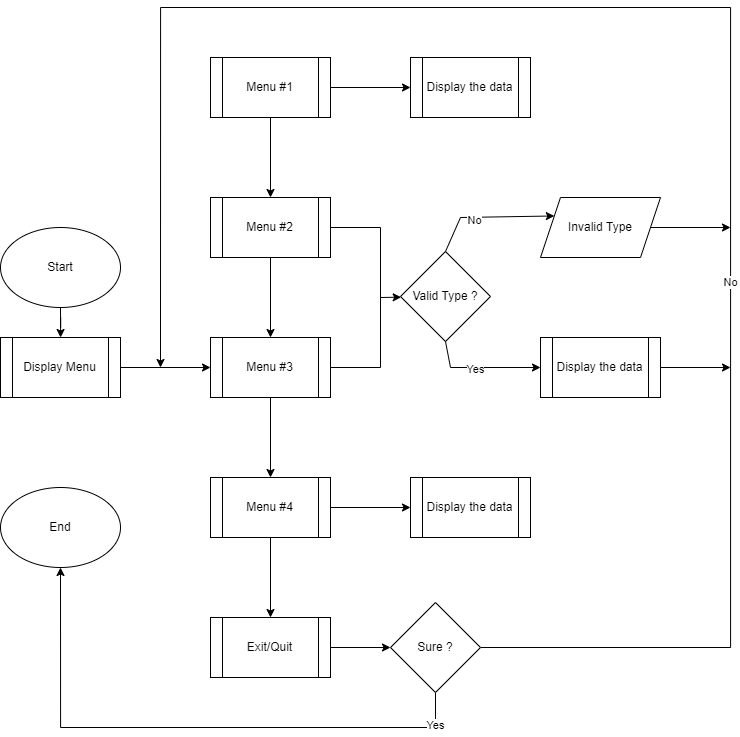 Menu #1
Display the data
Menu #2
No
Invalid Type
Start
Valid Type ?
No
Display Menu
Menu #3
Yes
Display the data
Menu #4
Display the data
End
Exit/Quit
Sure ?
Yes